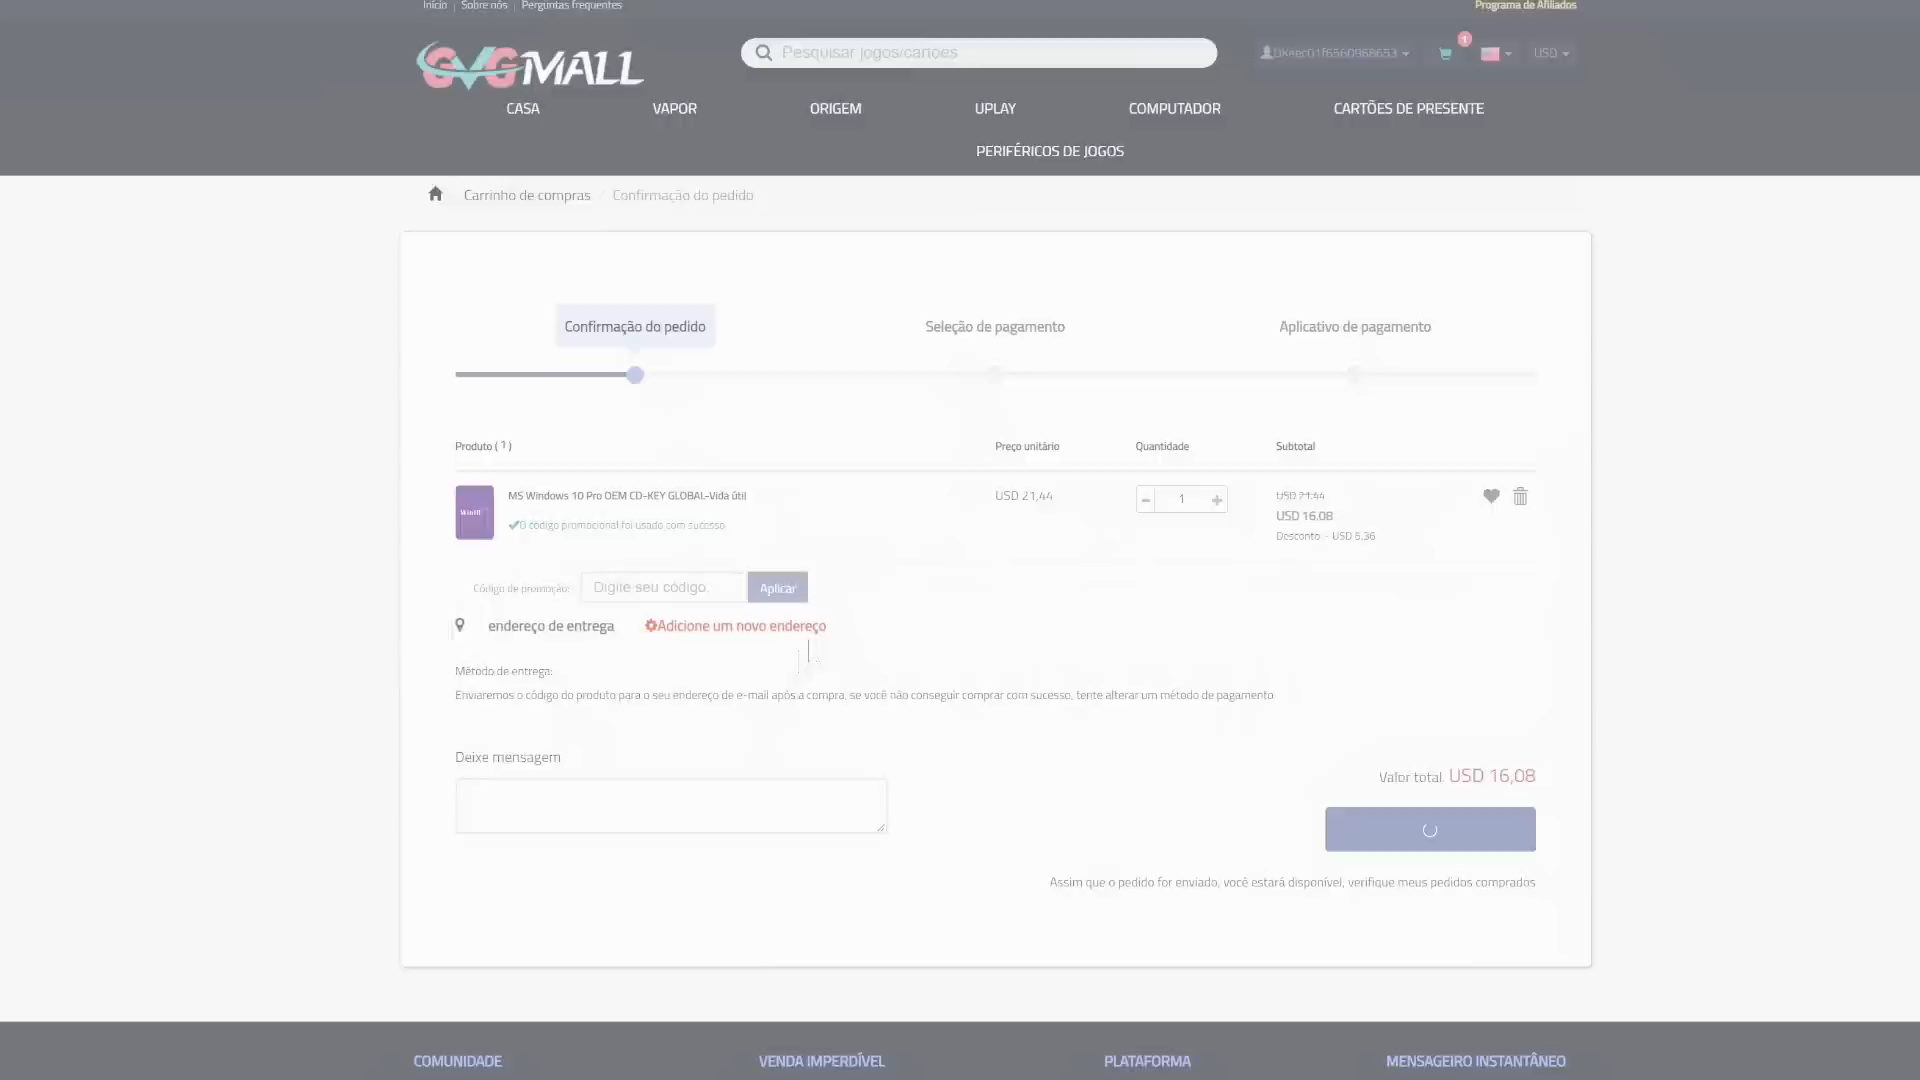 Início Sobre nós Perguntas frequentes Programa de Afiliados
GVGMALL
Pesquisar jogos/cartões
USD
1
CASA VAPOR ORIGEM UPLAY COMPUTADOR CARTÕES DE PRESENTE
PERIFÉRICOS DE JOGOS
Carrinho de compras / Confirmação do pedido
Confirmação do pedido Seleção de pagamento Aplicativo de pagamento
Produto ( 1 ) Preço unitário Quantidade Subtotal
MS Windows 10 Pro OEM CD-KEY GLOBAL-Vida útil USD 21,44 1 USD 21.44
Win10
USD 16.08
O código promocional foi usado com sucesso
Desconto - USD 5.36
Código de promoção: Digite seu código. Aplicar
endereço de entrega Adicione um novo endereço
Método de entrega:
Enviaremos o código do produto para o seu endereço de e-mail após a compra, se você não conseguir comprar com sucesso, tente alterar um método de pagamento
Deixe mensagem
Valor total. USD 16,08
Assim que o pedido for enviado, você estará disponível, verifique meus pedidos comprados
COMUNIDADE VENDA IMPERDÍVEL PLATAFORMA MENSAGEIRO INSTANTÂNEO